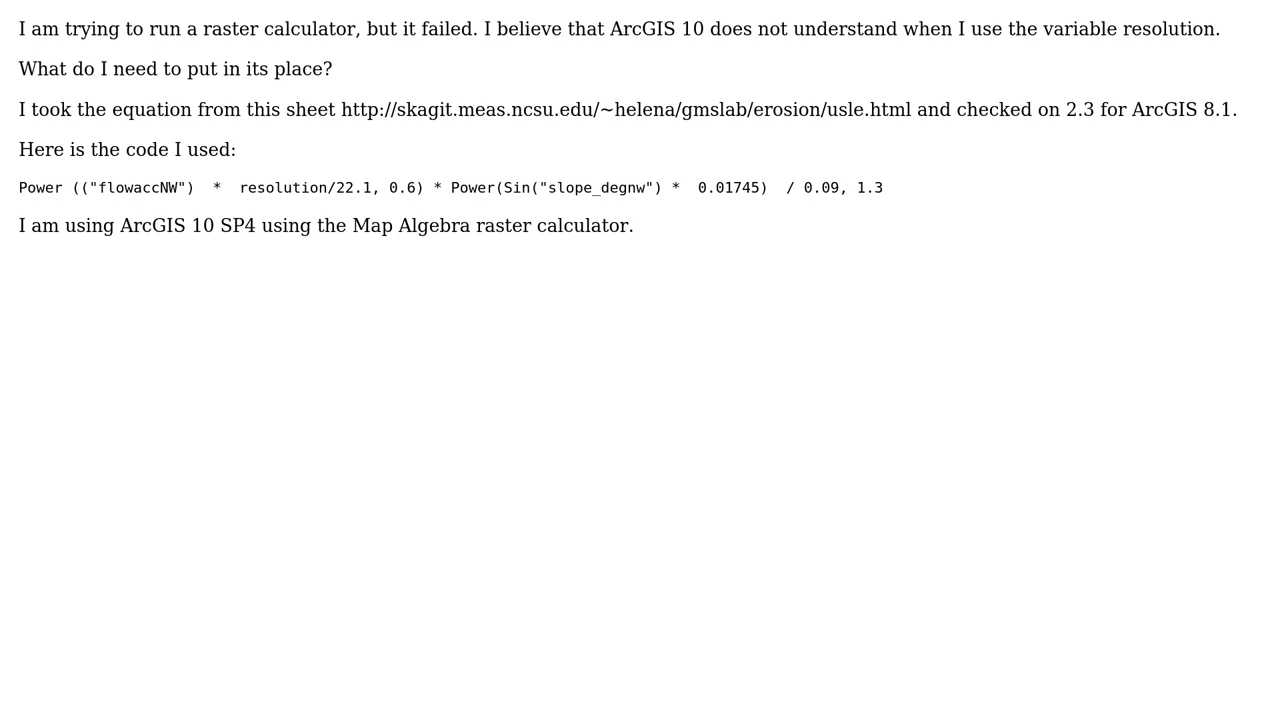 I am trying to run a raster calculator, but it failed. I believe that ArcGIS 10 does not understand when I use the variable resolution.
What do I need to put in its place?
I took the equation from this sheet http://skagit.meas.ncsu.edu/~helena/gmslab/erosion/usle.html and checked on 2.3 for ArcGIS 8.1.
Here is the code I used:
Power (("flowaccNW")  *  resolution/22.1, 0.6) * Power(Sin("slope_degnw") *  0.01745)  / 0.09, 1.3
I am using ArcGIS 10 SP4 using the Map Algebra raster calculator.